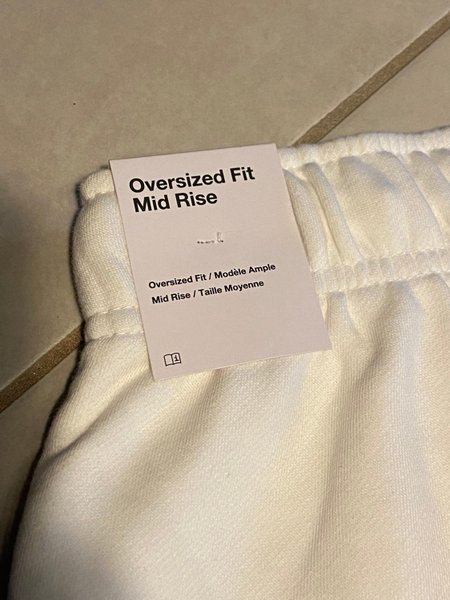 Oversized Fit
Mid Rise
Oversized Fit / Modèle Ample
Mid Rise / Taille Moyenne